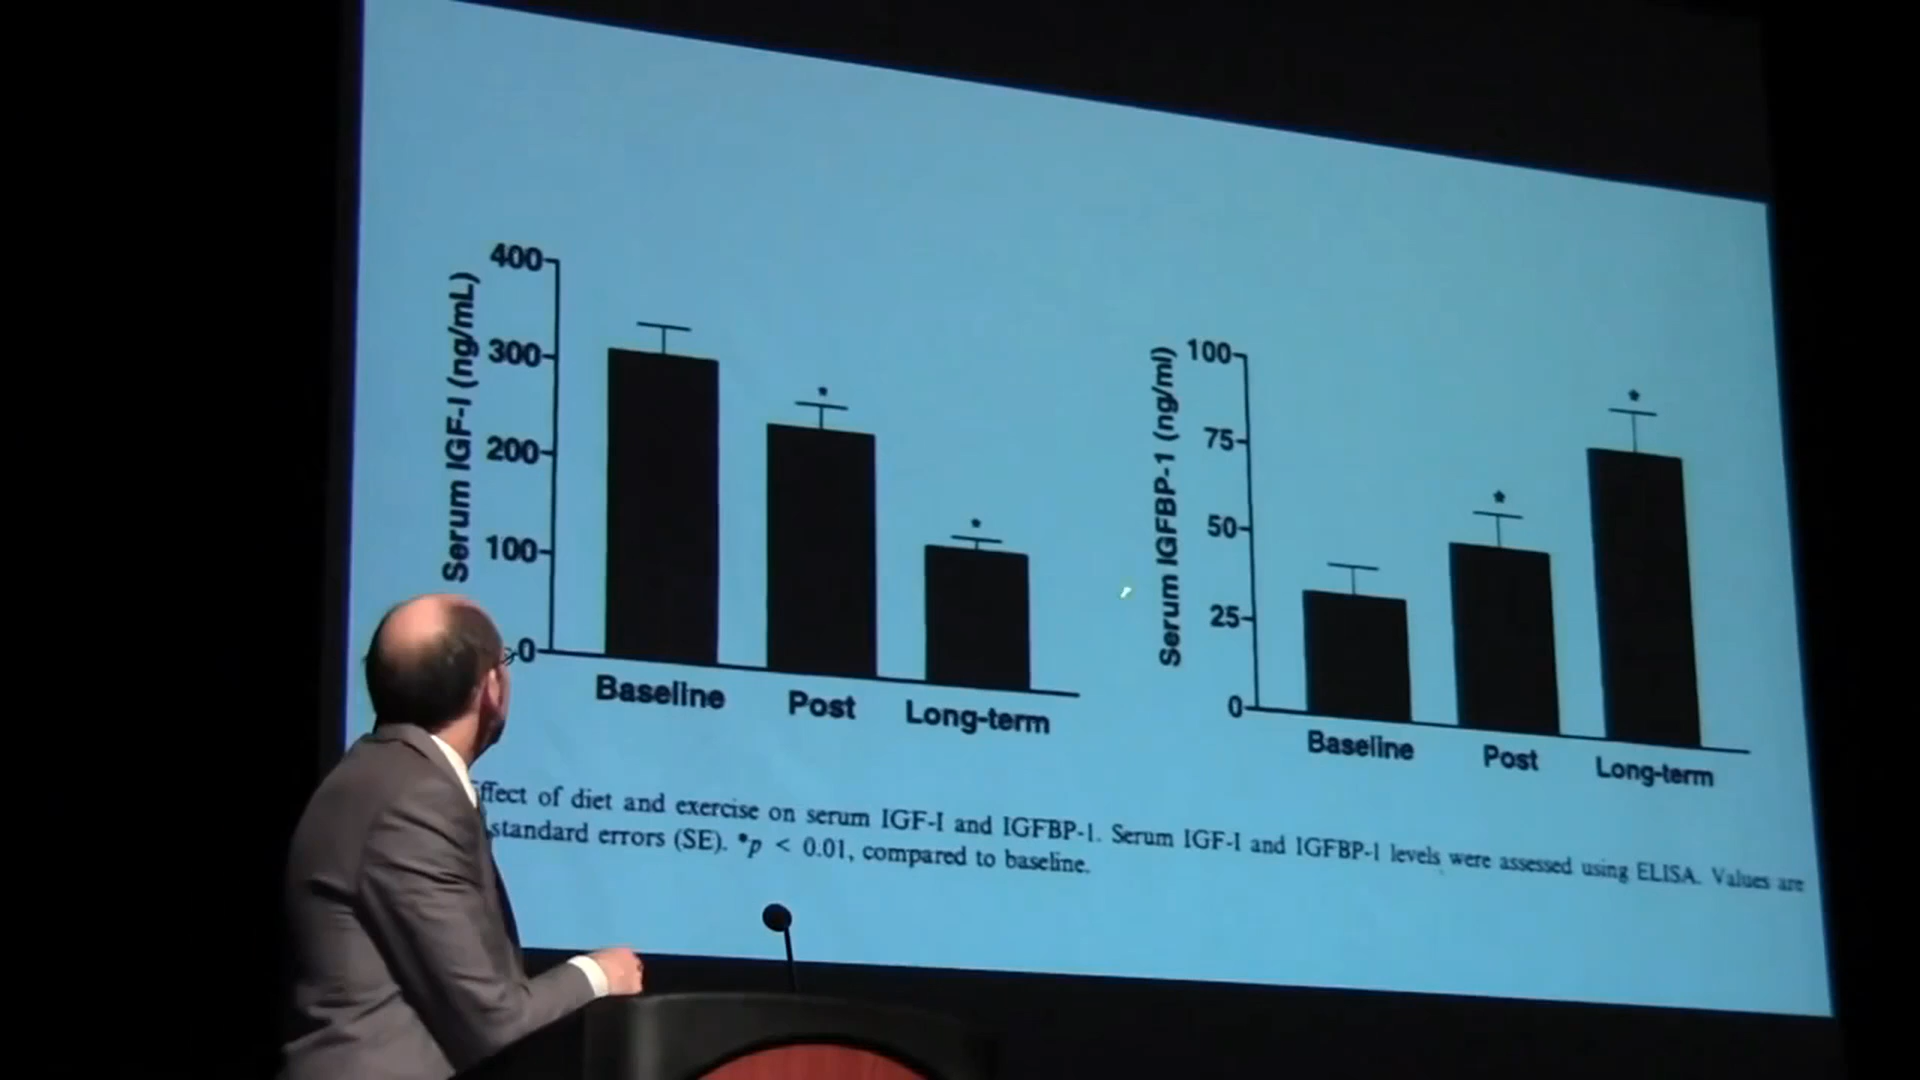 400
300
200
100
0
Serum IGF-I (ng/mL)
* *
Baseline Post Long-term
100
75
50
25
0
Serum IGFBP-1 (ng/ml)
* *
Baseline Post Long-term
of diet and exercise on serum IGF-I and IGFBP-1. Serum IGF-I and IGFBP-1 levels were assessed using ELISA. Values are
standard errors (SE). *p < 0.01, compared to baseline.